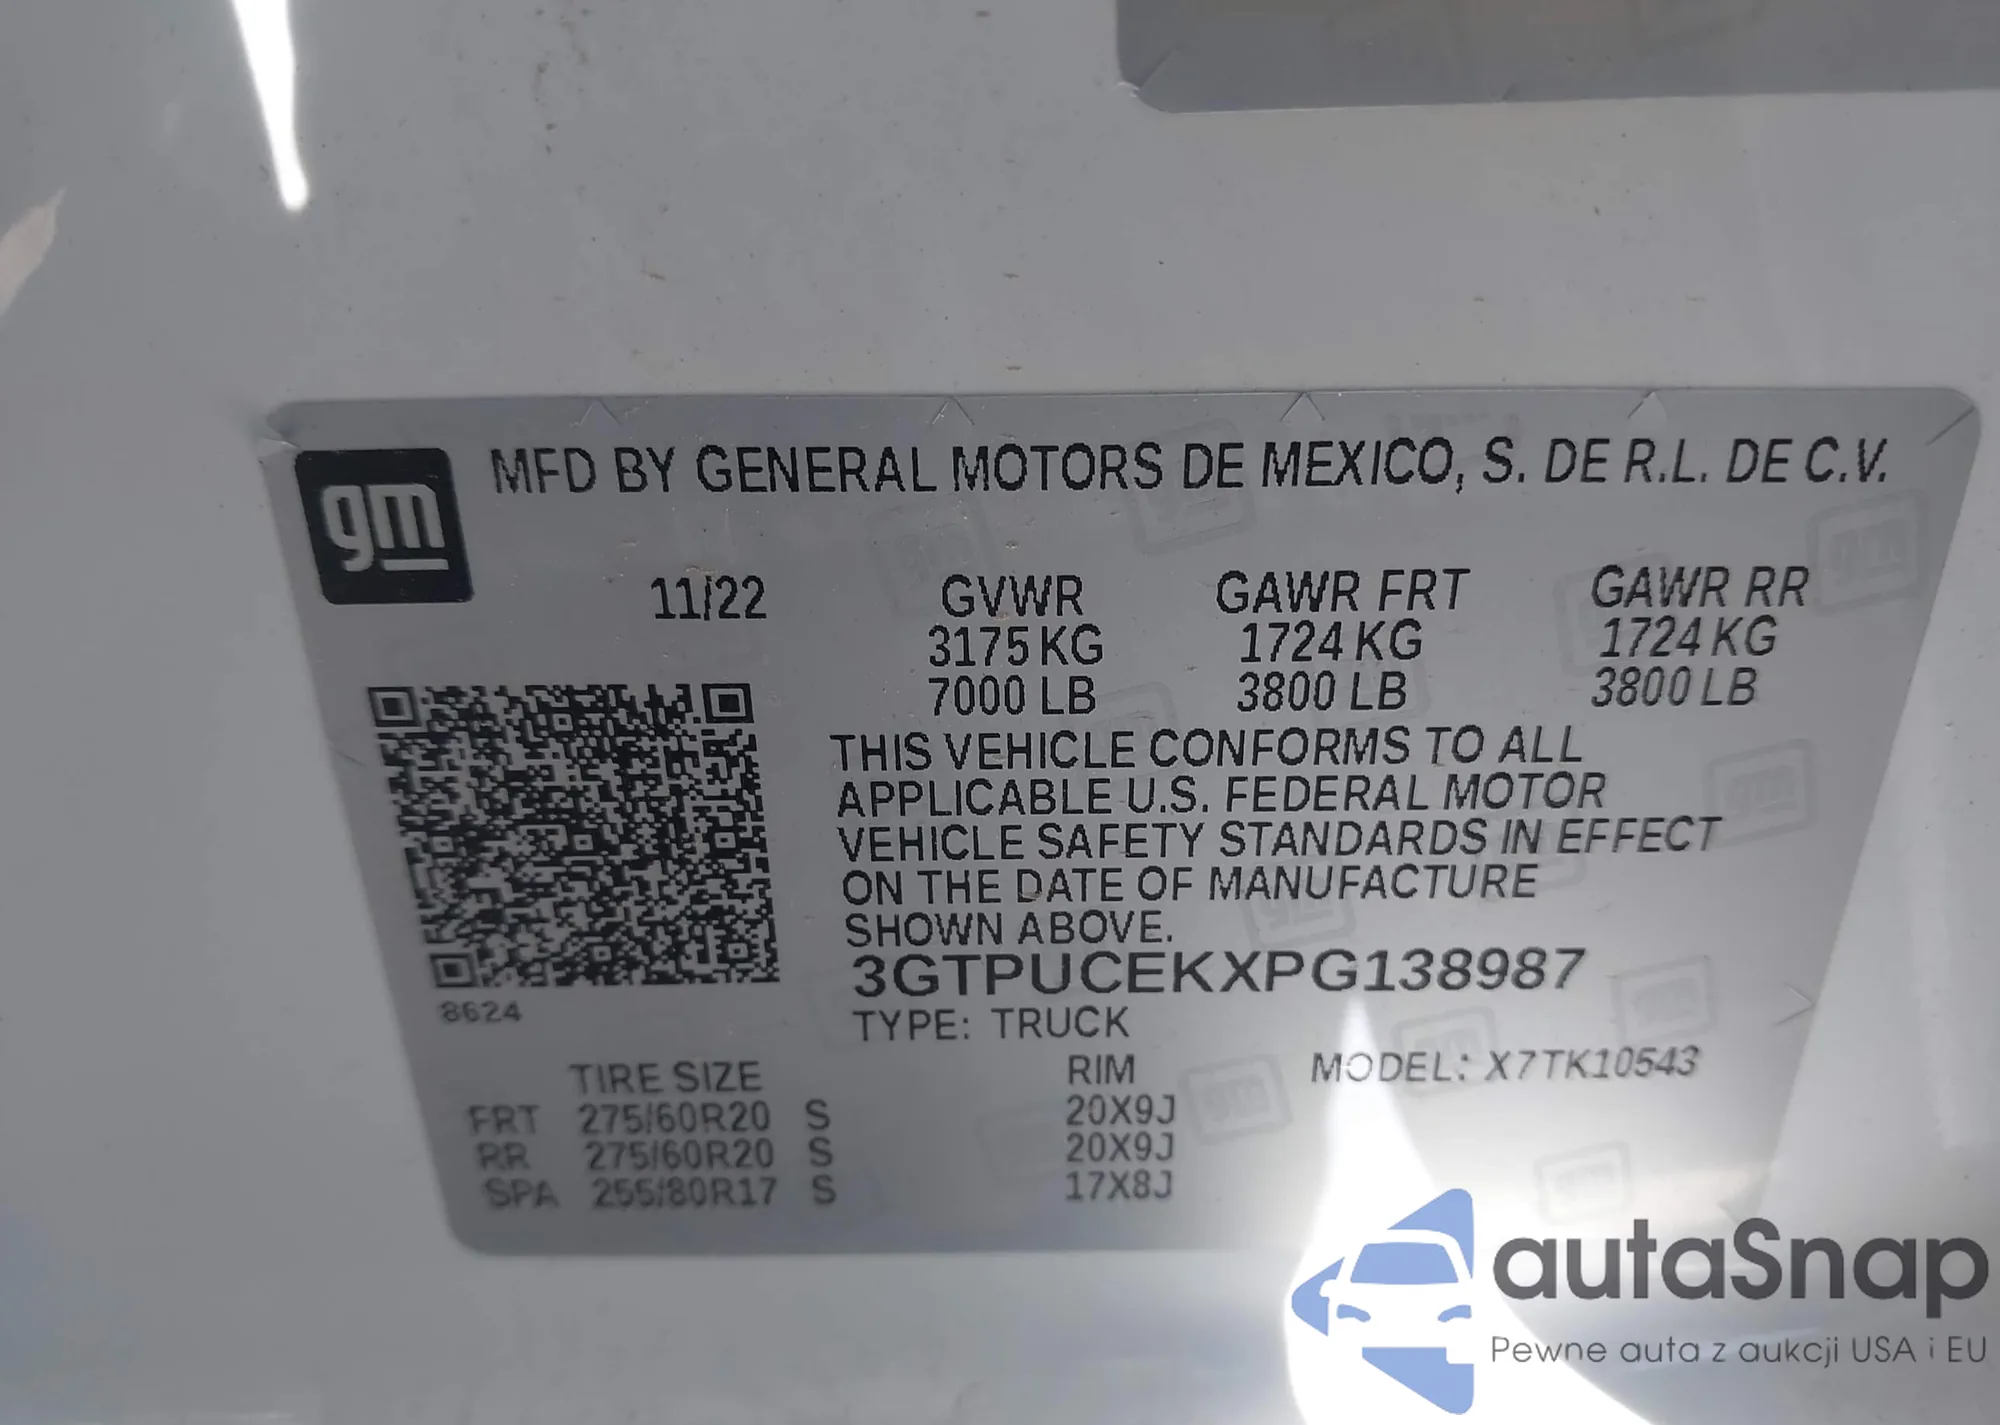 gm
MFD BY GENERAL MOTORS DE MEXICO, S. DE R.L. DE C.V.
11/22 GVWR GAWR FRT GAWR RR
3175 KG 1724 KG 1724 KG
7000 LB 3800 LB 3800 LB
THIS VEHICLE CONFORMS TO ALL
APPLICABLE U.S. FEDERAL MOTOR
VEHICLE SAFETY STANDARDS IN EFFECT
ON THE DATE OF MANUFACTURE
SHOWN ABOVE.
3GTPUCEKXPG138987
8624
TYPE: TRUCK
TIRE SIZE RIM MODEL: X7TK10543
FRT 275/60R20 S 20X9J
RR 275/60R20 S 20X9J
SPA 255/80R17 S 17X8J
autaSnap
Pewne auta z aukcji USA i EU